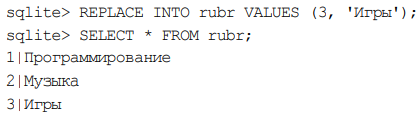 sqlite> REPLACE INTO rubr VALUES (3, 'Игры');
sqlite> SELECT * FROM rubr;
1|Программирование
2|Музыка
3|Игры